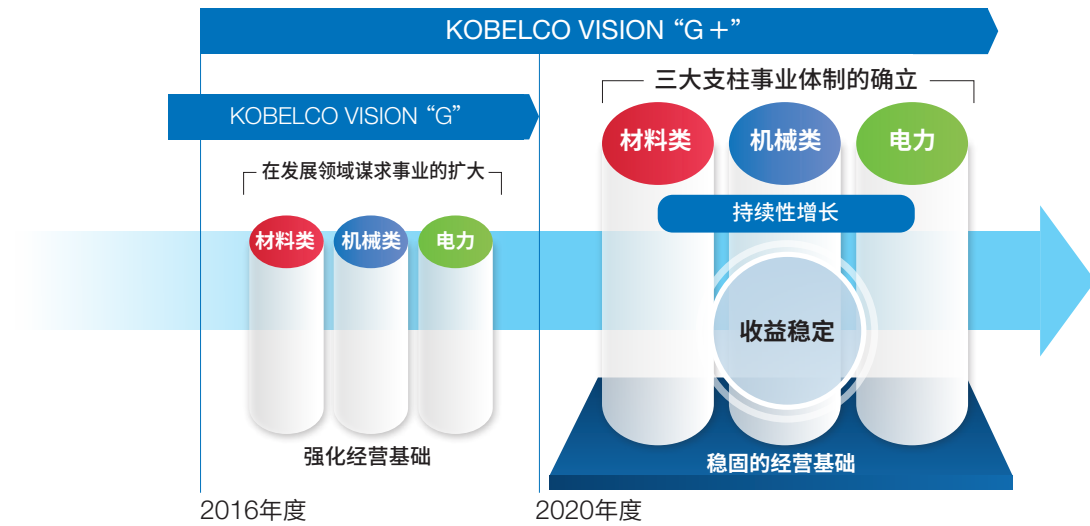 KOBELCO VISION “G＋”
三大支柱事业体制的确立
KOBELCO VISION “G”
材料类
机械类
电力
在发展领域谋求事业的扩大
持续性增长
材料类
机械类
电力
收益稳定
强化经营基础
稳固的经营基础
2016年度
2020年度